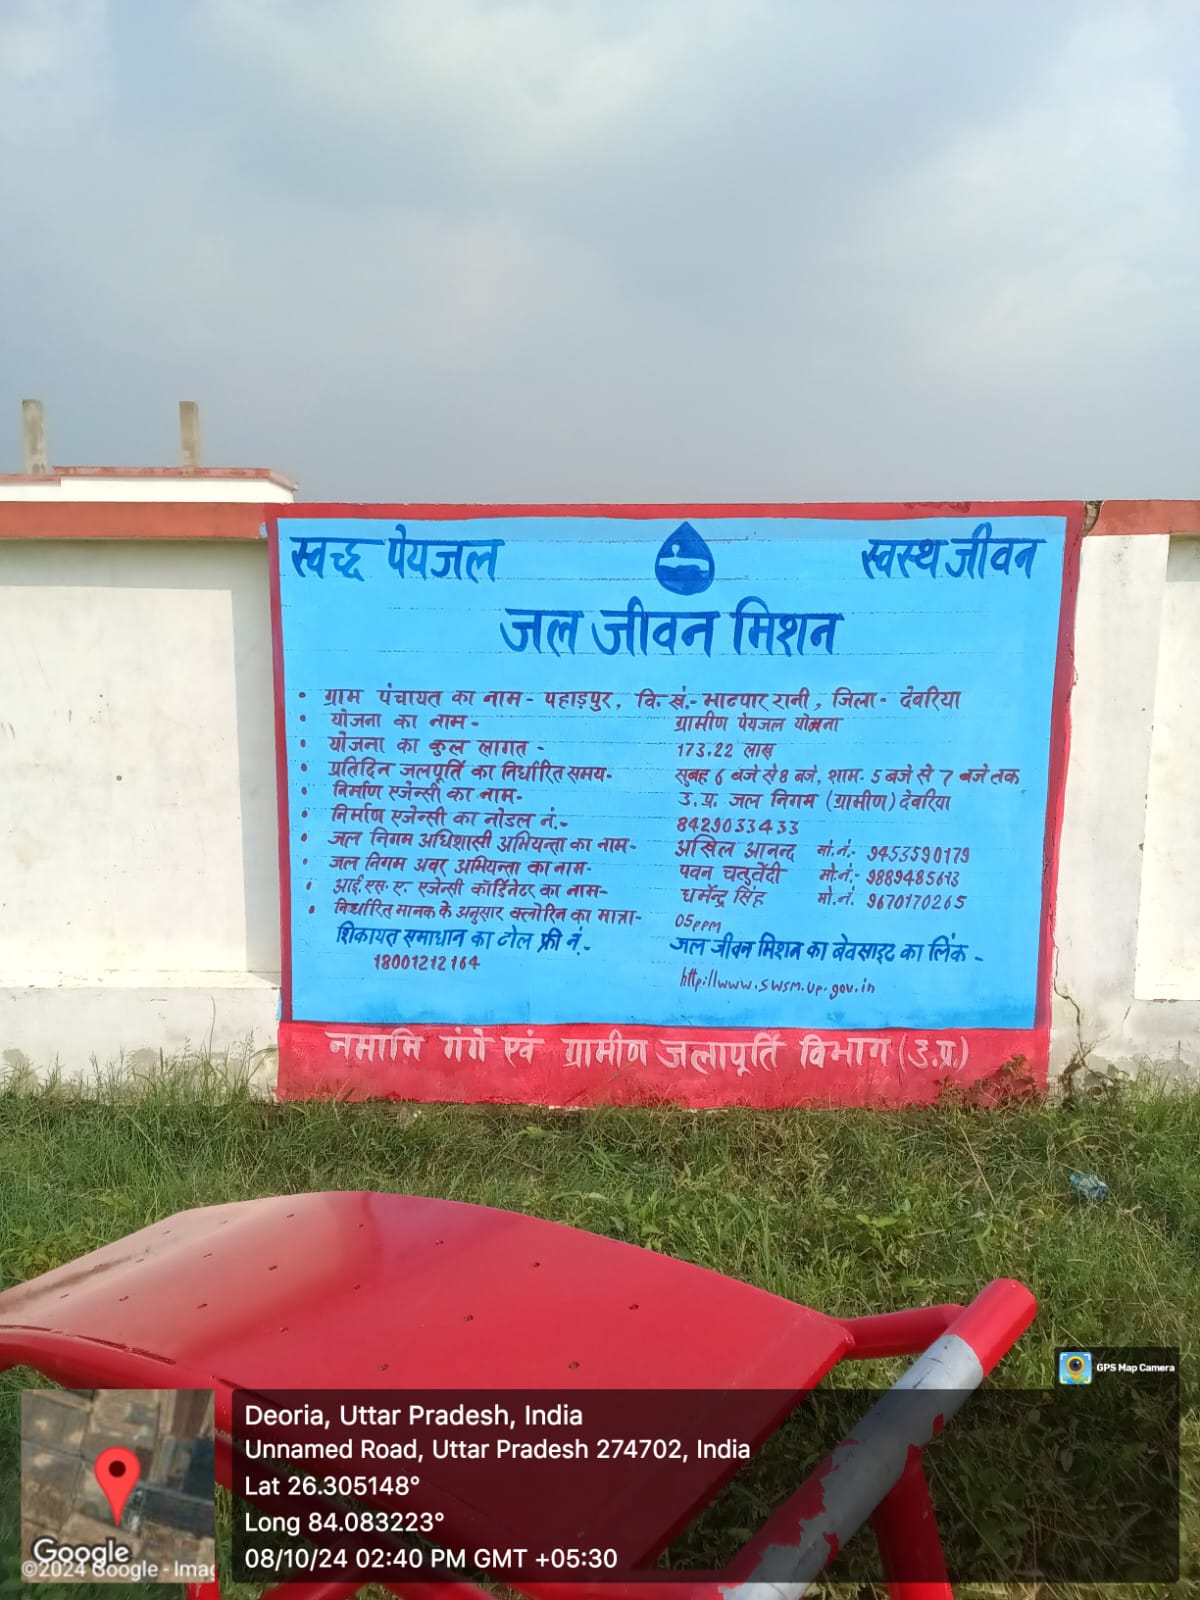 स्वच्छ पेयजल स्वस्थ जीवन
जल जीवन मिशन
• ग्राम पंचायत का नाम - पहाड़पुर, वि. खं.- भाटपार रानी, जिला - देवरिया
• योजना का नाम - ग्रामीण पेयजल योजना
• योजना का कुल लागत - 173.22 लाख
• प्रतिदिन जलपूर्ति का निर्धारित समय- सुबह 6 बजे से 8 बजे, शाम- 5 बजे से 7 बजे तक
• निर्माण एजेन्सी का नाम- उ. प्र. जल निगम (ग्रामीण) देवरिया
• निर्माण एजेन्सी का नोडल नं.- 8429033433
• जल निगम अधिशासी अभियन्ता का नाम- अखिल आनन्द मो.नं.- 9453590179
• जल निगम अवर अभियन्ता का नाम- पवन चतुर्वेदी मो.नं.-
• आई.एस.ए. एजेन्सी कॉर्डिनेटर का नाम- धर्मेन्द्र सिंह मो.नं. 9670170265
• निर्धारित मानक के अनुसार क्लोरिन का मात्रा- 05ppm
शिकायत समाधान का टोल फ्री नं.- जल जीवन मिशन का बेवसाइट का लिंक -
18001212164 http://www.swsm.up.gov.in
नमामि गंगे एवं ग्रामीण जलापूर्ति विभाग (उ.प्र.)
GPS Map Camera
Deoria, Uttar Pradesh, India
Unnamed Road, Uttar Pradesh 274702, India
Lat 26.305148°
Long 84.083223°
08/10/24 02:40 PM GMT +05:30
Google
©2024 Google - Imag